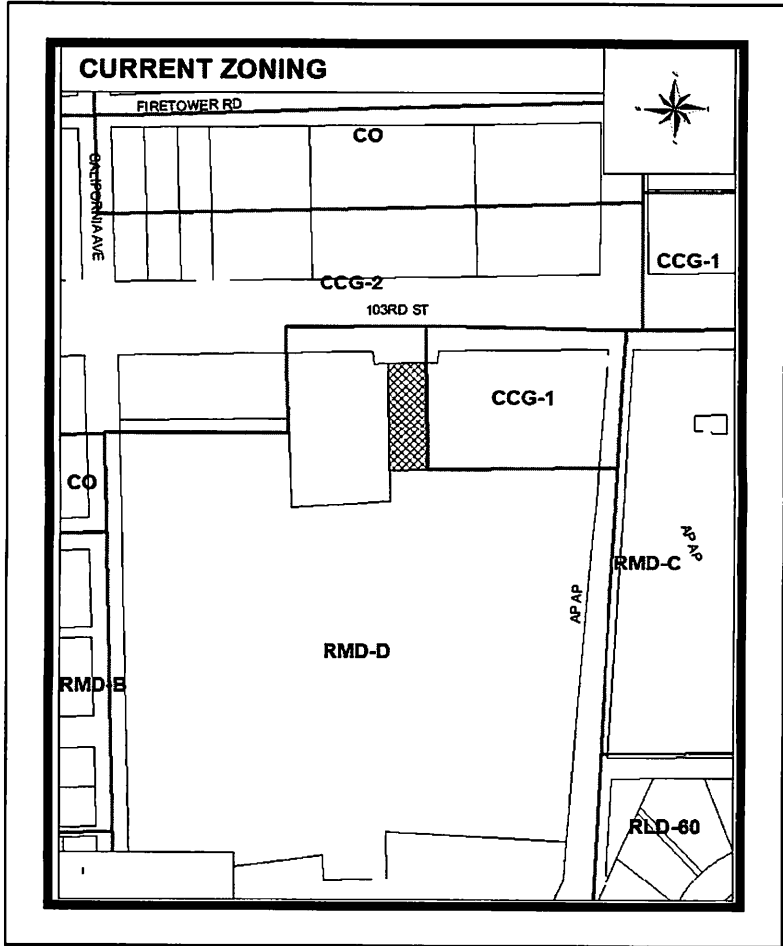 CURRENT ZONING
FIRETOWER RD
CO
CALIFORNIA AVE
CCG-1
CCG-2
103RD ST
CCG-1
CO
AP AP
RMD-C
AP AP
RMD-D
RMD-B
RLD-60